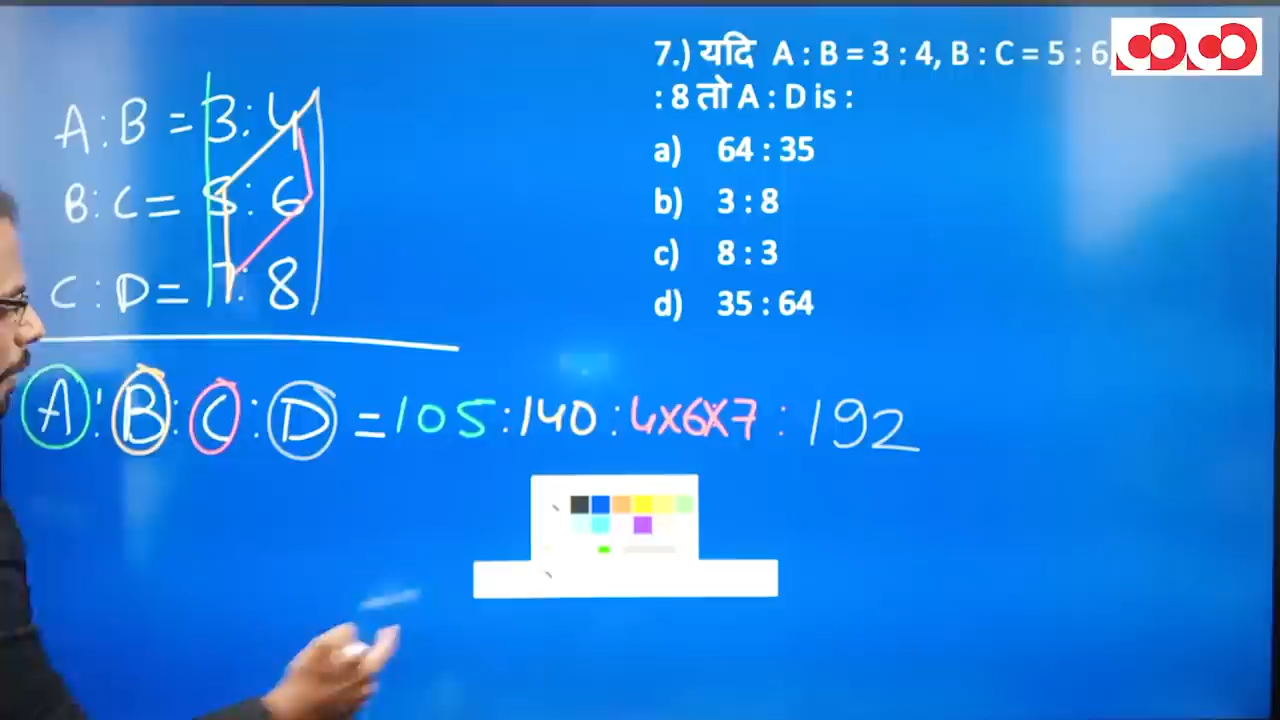 7.) यदि A : B = 3 : 4, B : C = 5 : 6,
: 8 तो A : D is :
a) 64 : 35
b) 3 : 8
c) 8 : 3
d) 35 : 64
A : B = 3 : 4
B : C = 5 : 6
C : D = 7 : 8
A : B : C : D = 105 : 140 : 4x6x7 : 192